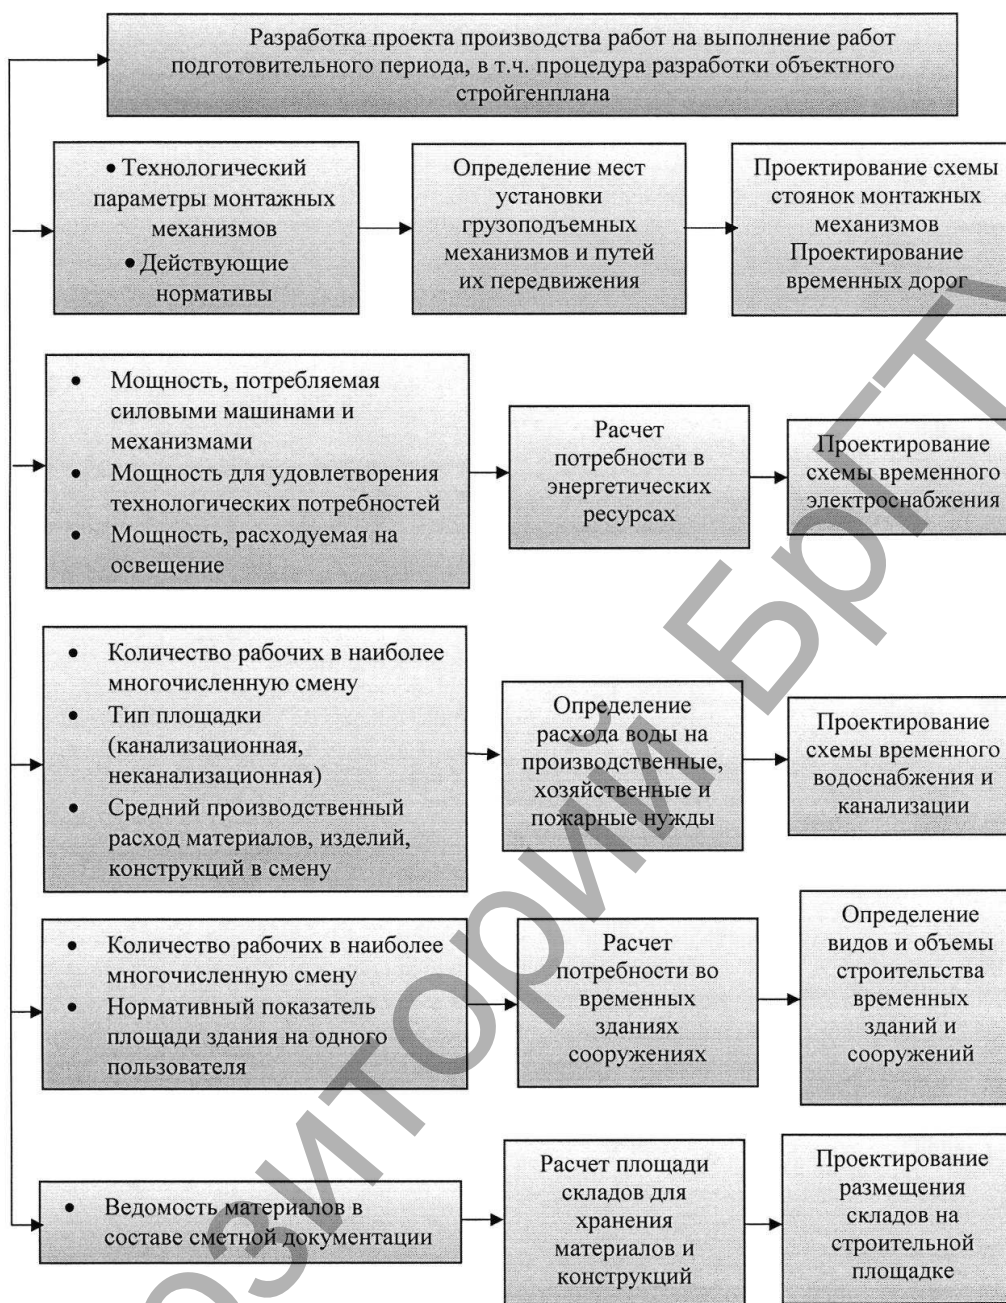 Разработка проекта производства работ на выполнение работ
подготовительного периода, в т.ч. процедура разработки объектного
стройгенплана
• Технологический
параметры монтажных
механизмов
• Действующие
нормативы
Определение мест
установки
грузоподъемных
механизмов и путей
их передвижения
Проектирование схемы
стоянок монтажных
механизмов
Проектирование
временных дорог
• Мощность, потребляемая
силовыми машинами и
механизмами
• Мощность для удовлетворения
технологических потребностей
• Мощность, расходуемая на
освещение
Расчет
потребности в
энергетических
ресурсах
Проектирование
схемы временного
электроснабжения
• Количество рабочих в наиболее
многочисленную смену
• Тип площадки
(канализационная,
неканализационная)
• Средний производственный
расход материалов, изделий,
конструкций в смену
Определение
расхода воды на
производственные,
хозяйственные и
пожарные нужды
Проектирование
схемы временного
водоснабжения и
канализации
• Количество рабочих в наиболее
многочисленную смену
• Нормативный показатель
площади здания на одного
пользователя
Расчет
потребности во
временных
зданиях
сооружениях
Определение
видов и объемы
строительства
временных
зданий и
сооружений
• Ведомость материалов в
составе сметной документации
Расчет площади
складов для
хранения
материалов и
конструкций
Проектирование
размещения
складов на
строительной
площадке
озиторий БрГТУ